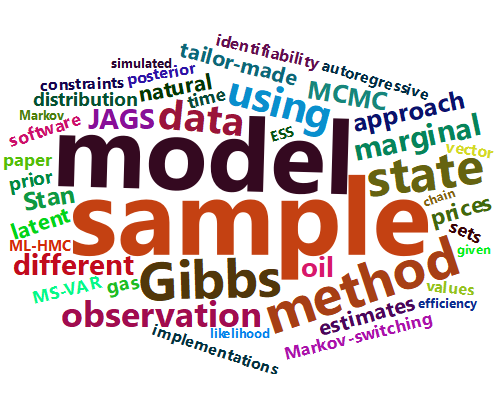 identifiability
simulated
tailor-made
autoregressive
constraints
posterior
natural
MCMC
distribution
time
using
approach
Markov
JAGS
data
ESS
marginal
software
model
vector
paper
state
prior
Stan
sample
chain
prices
latent
sets
ML-HMC
given
different
Gibbs
oil
method
MS-VAR
gas
values
observation
estimates
efficiency
likelihood
Markov-switching
implementations